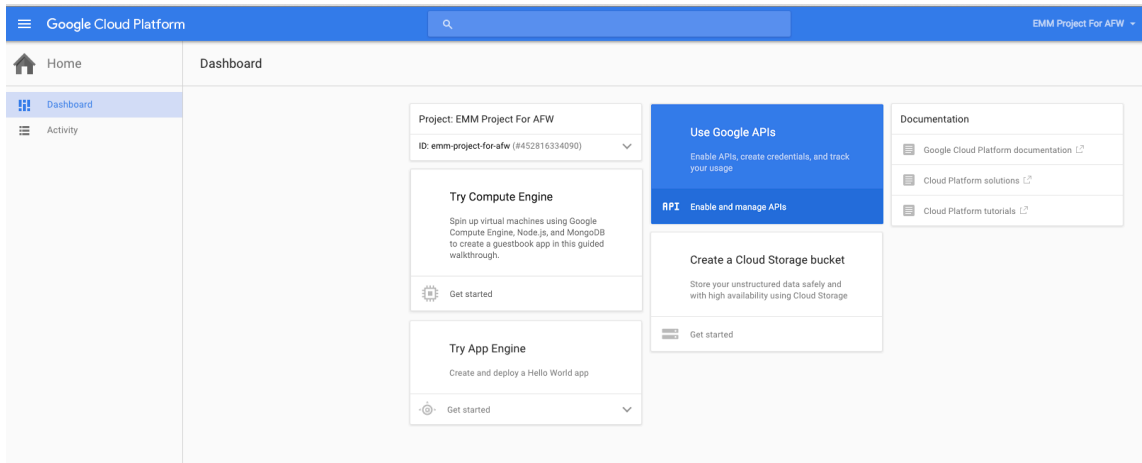 Google Cloud Platform
EMM Project For AFW
Home
Dashboard
Dashboard
Activity
Project: EMM Project For AFW
ID: emm-project-for-afw (#452816334090)
Try Compute Engine
Spin up virtual machines using Google
Compute Engine, Node.js, and MongoDB
to create a guestbook app in this guided
walkthrough.
Get started
Try App Engine
Create and deploy a Hello World app
Get started
Use Google APIs
Enable APIs, create credentials, and track
your usage
API Enable and manage APIs
Create a Cloud Storage bucket
Store your unstructured data safely and
with high availability using Cloud Storage
Get started
Documentation
Google Cloud Platform documentation
Cloud Platform solutions
Cloud Platform tutorials